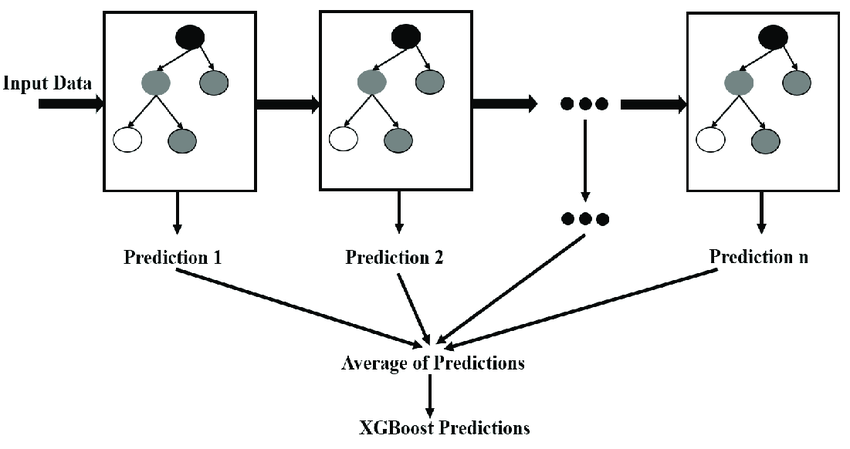 Input Data
Prediction 1
Prediction 2
Prediction n
Average of Predictions
XGBoost Predictions